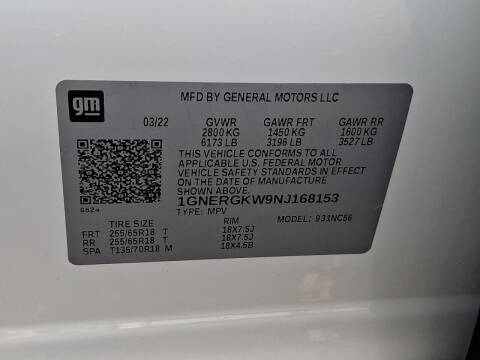 gm
MFD BY GENERAL MOTORS LLC
03/22 GVWR GAWR FRT GAWR RR
2800 KG 1450 KG 1600 KG
6173 LB 3196 LB 3527 LB
THIS VEHICLE CONFORMS TO ALL
APPLICABLE U.S. FEDERAL MOTOR
VEHICLE SAFETY STANDARDS IN EFFECT
ON THE DATE OF MANUFACTURE
SHOWN ABOVE.
1GNERGKW9NJ168153
TYPE: MPV MODEL: 931NC56
TIRE SIZE RIM
FRT 255/65R18 T 18X7.5J
RR 255/65R18 T 18X7.5J
SPA T135/70R18 M 18X4.5B